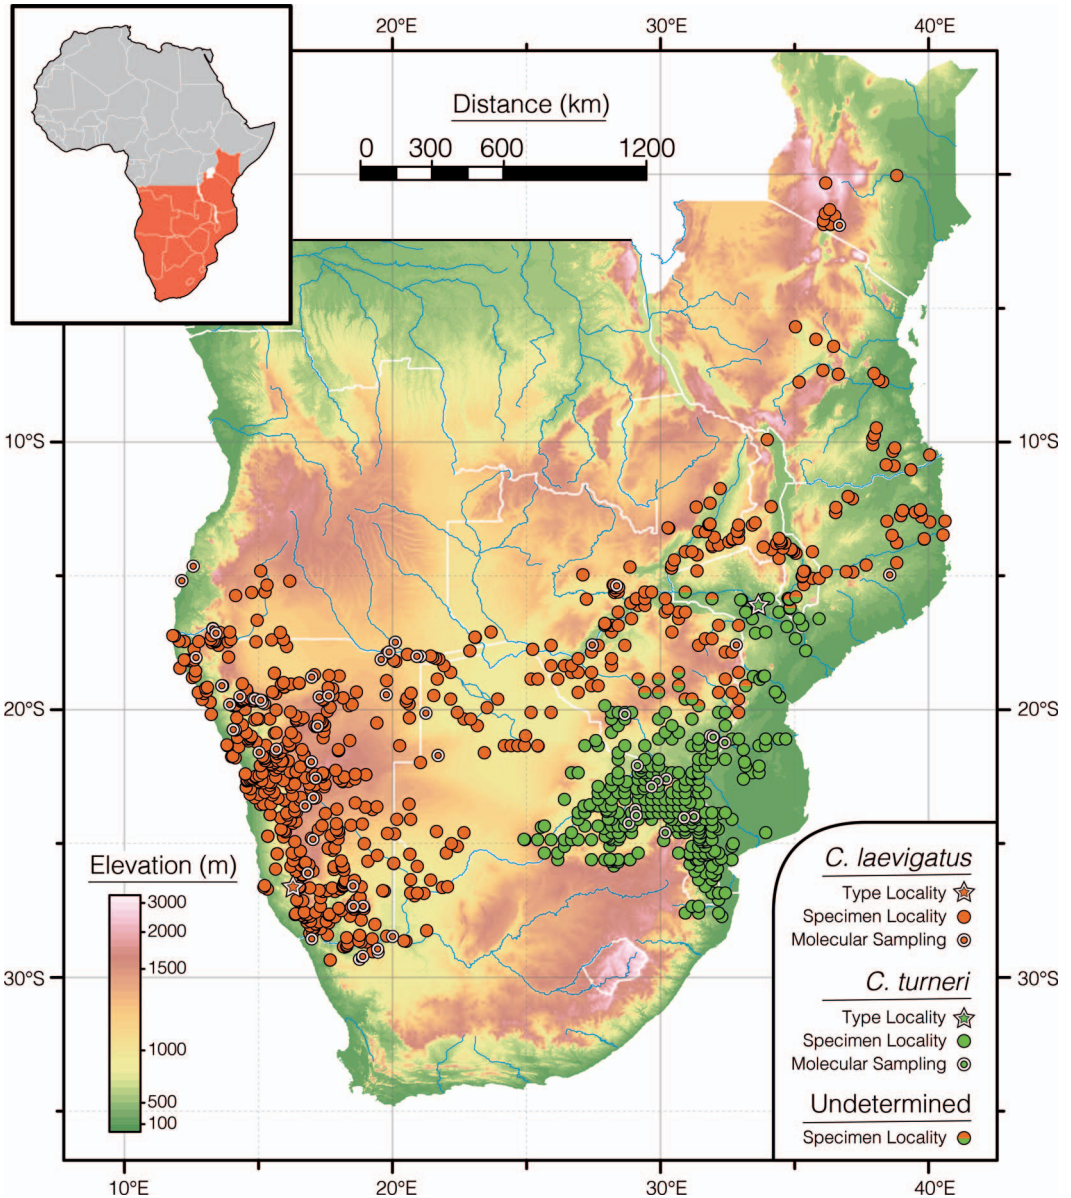 20°E 30°E 40°E
Distance (km)
0 300 600 1200
10°S 10°S
20°S 20°S
30°S 30°S
Elevation (m)
3000
2000
1500
1000
500
100
C. laevigatus
Type Locality
Specimen Locality
Molecular Sampling
C. turneri
Type Locality
Specimen Locality
Molecular Sampling
Undetermined
Specimen Locality
10°E 20°E 30°E 40°E